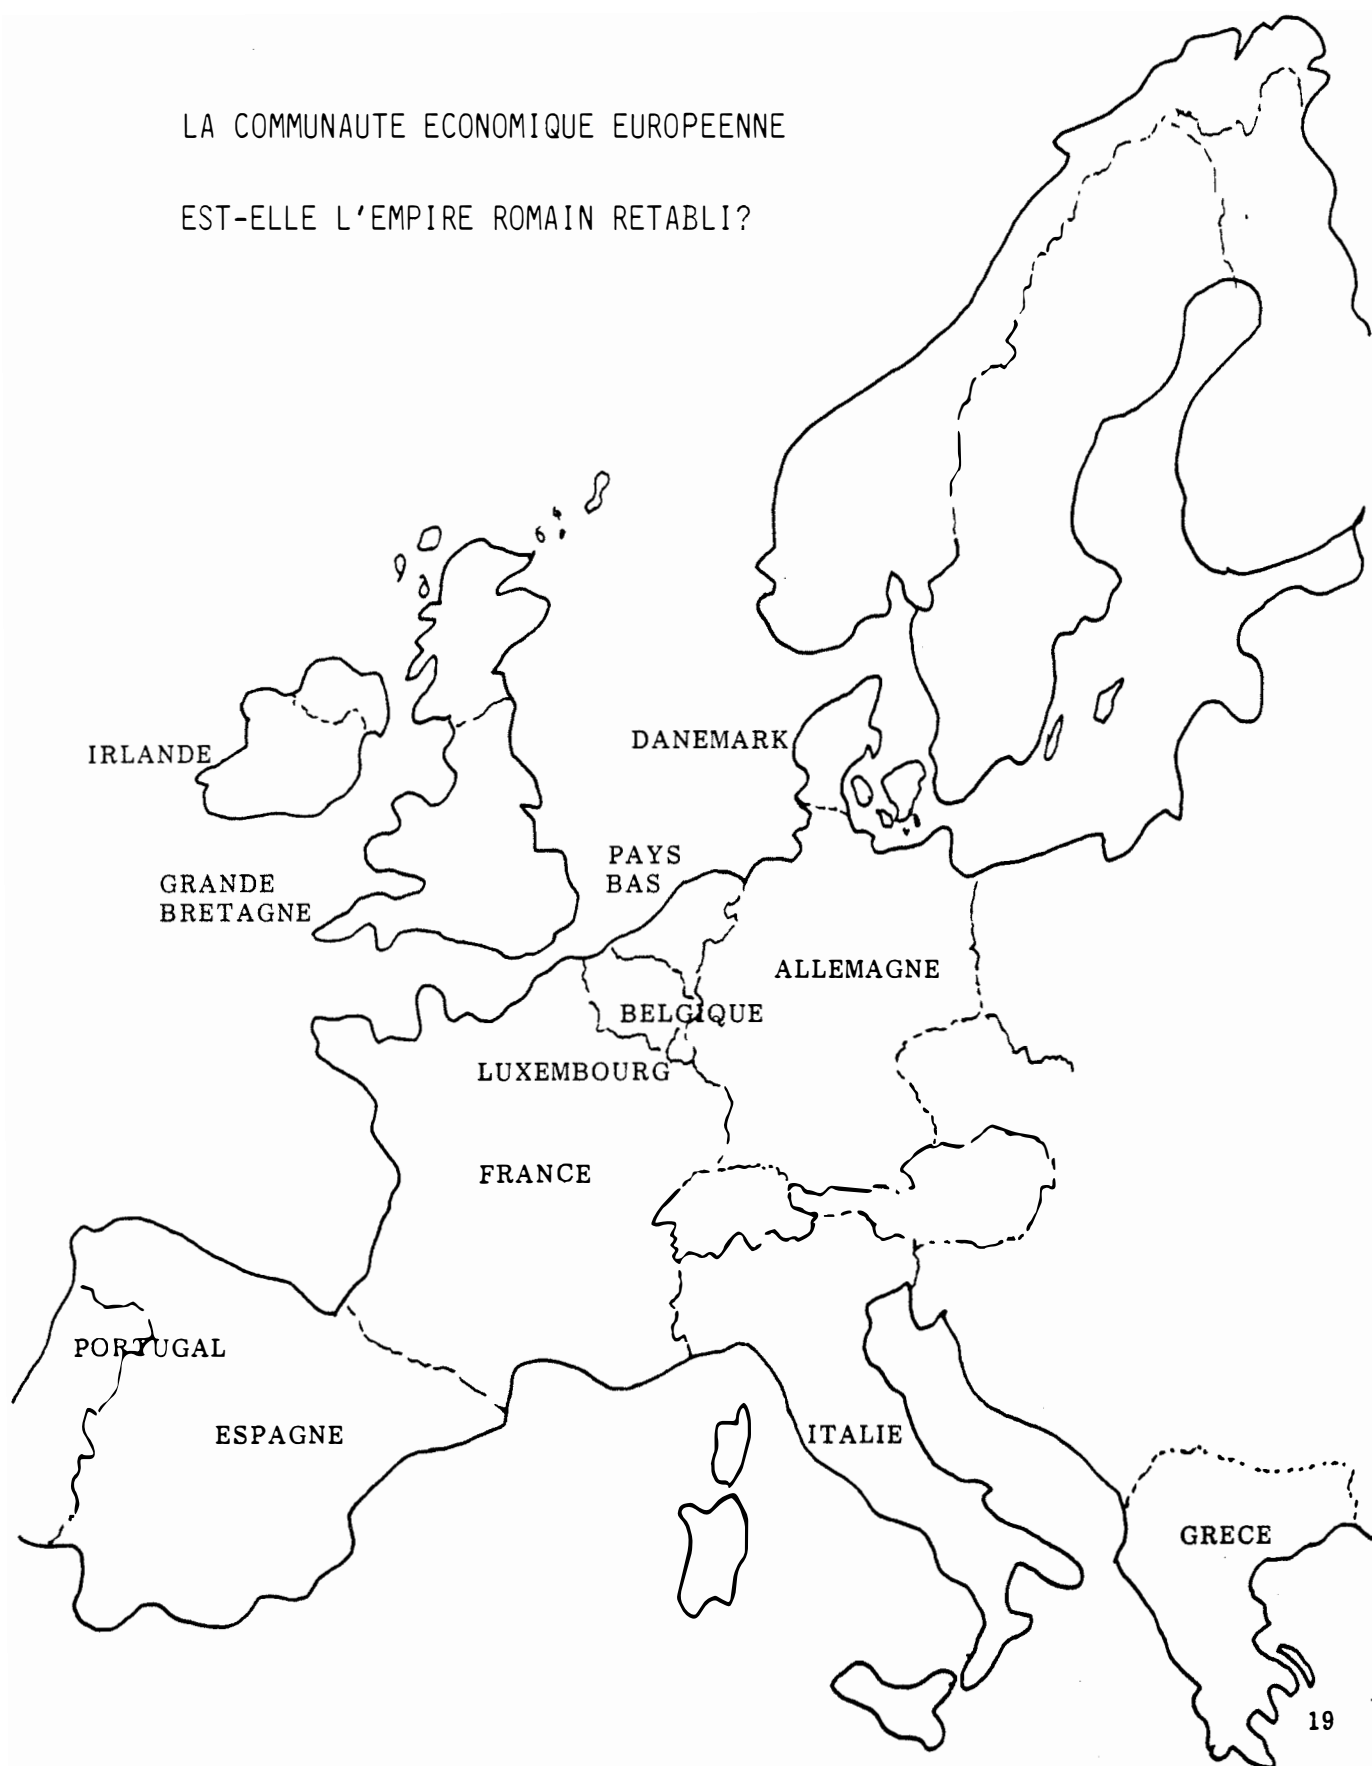 LA COMMUNAUTE ECONOMIQUE EUROPEENNE
EST-ELLE L'EMPIRE ROMAIN RETABLI?
IRLANDE
DANEMARK
GRANDE
BRETAGNE
PAYS
BAS
ALLEMAGNE
BELGIQUE
LUXEMBOURG
FRANCE
PORTUGAL
ESPAGNE
ITALIE
GRECE
19